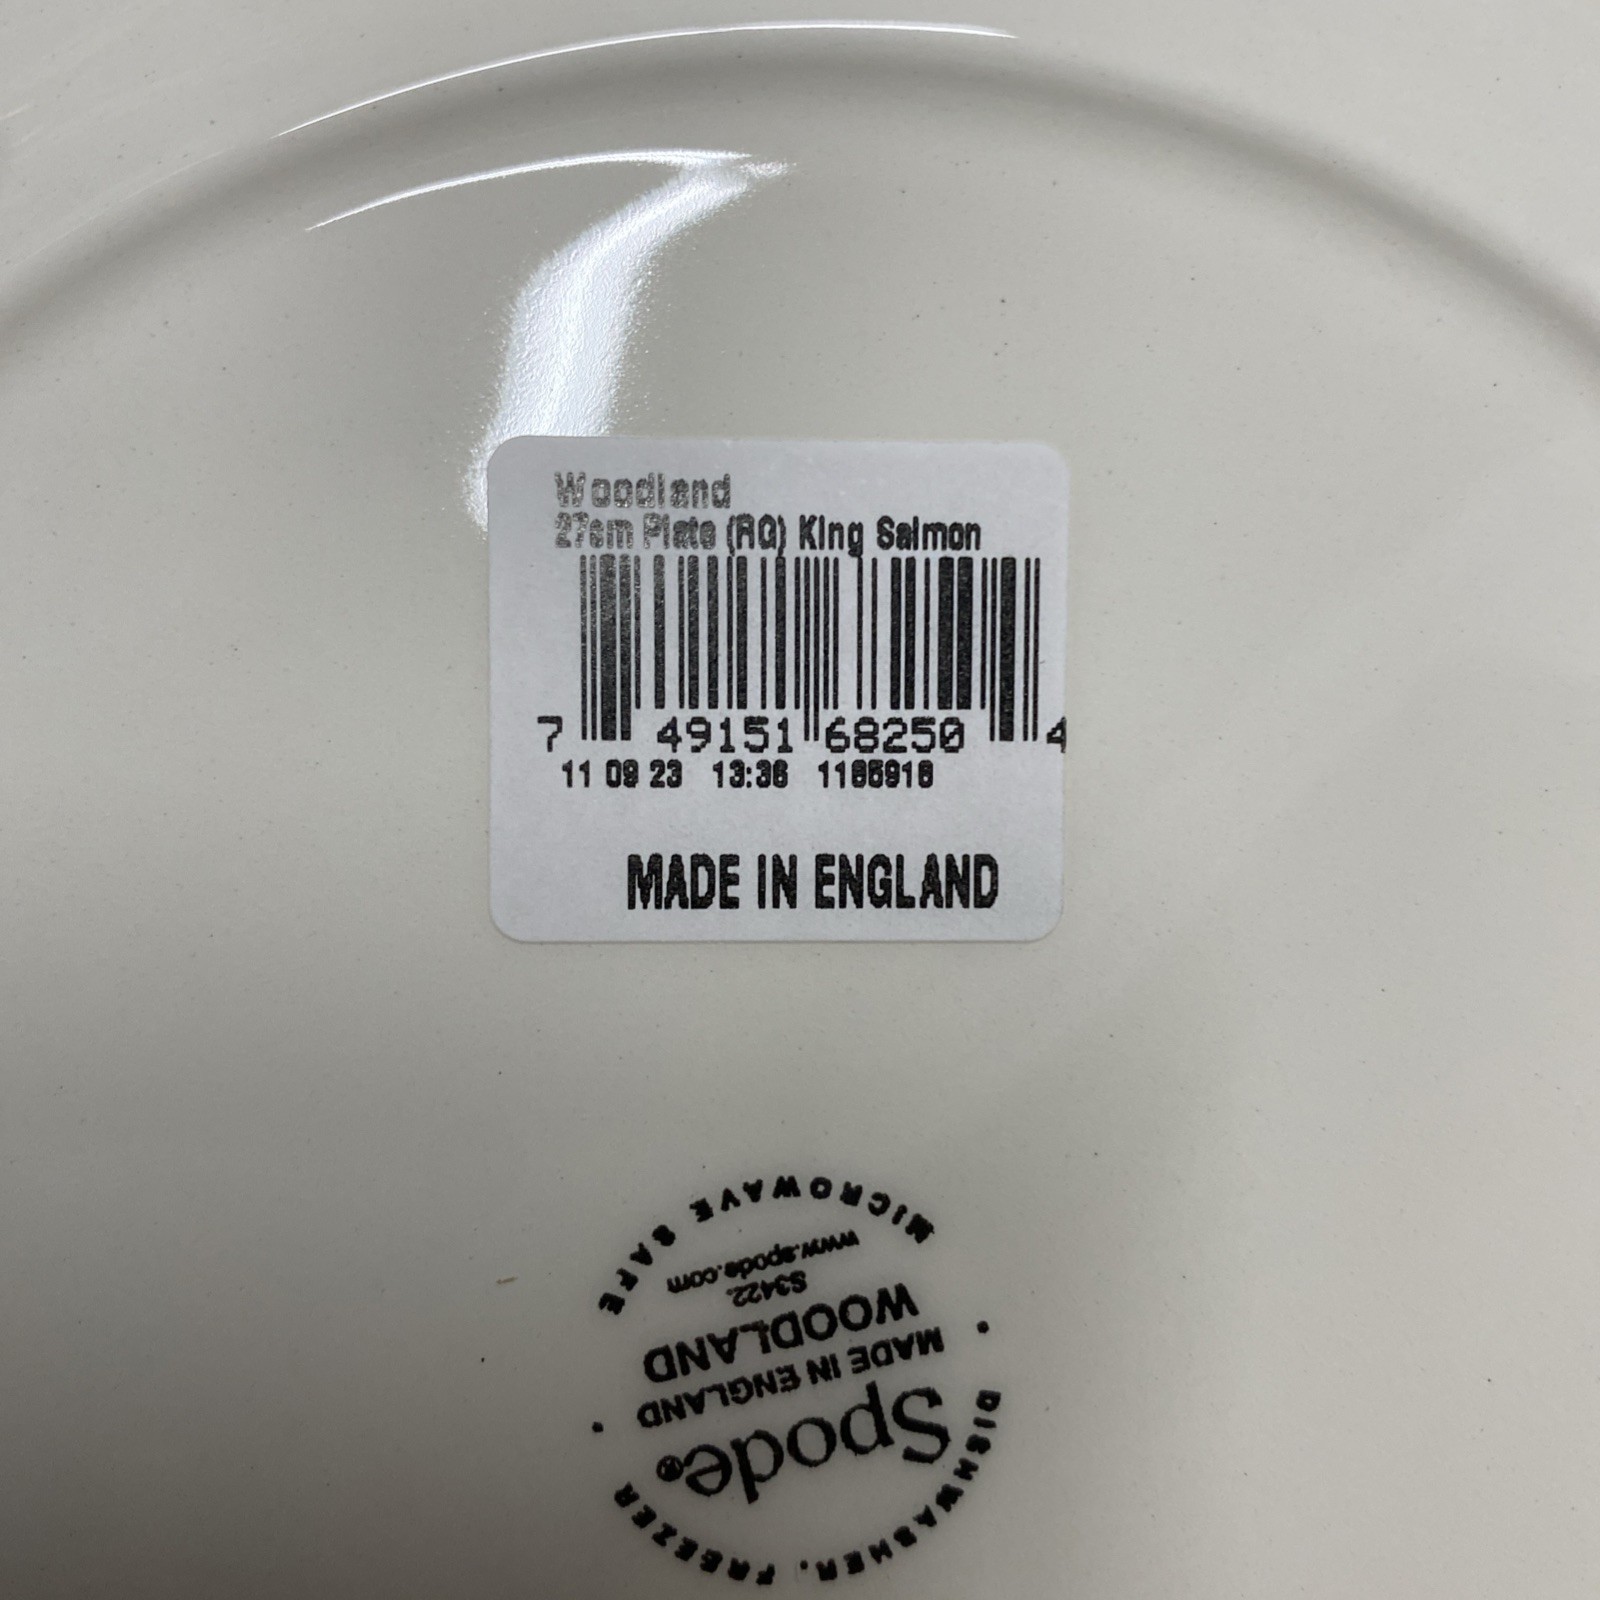 Woodland
27cm Plate (RG) King Salmon
7 49151 68250 4
11 09 23 13:36 1185918
MADE IN ENGLAND
DISHWASHER, FREEZER
Spode®
MADE IN ENGLAND
WOODLAND
S3422
www.spode.com
MICROWAVE SAFE